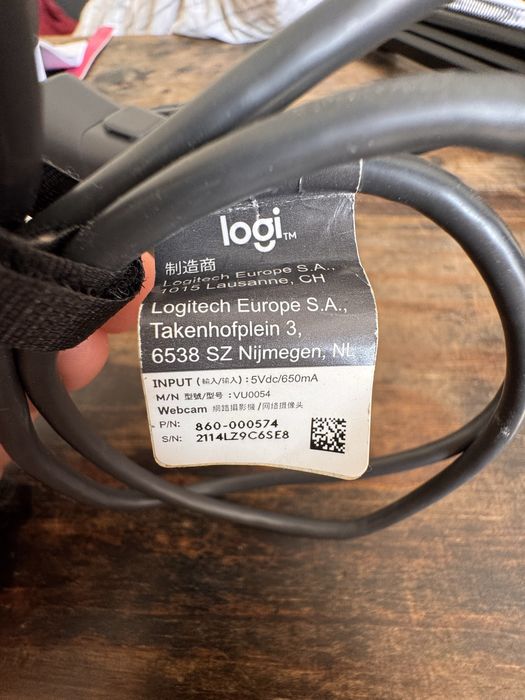 logi™
制造商
Logitech Europe S.A.,
1015 Lausanne, CH
Logitech Europe S.A.,
Takenhofplein 3,
6538 SZ Nijmegen, NL
INPUT (輸入/输入) : 5Vdc/650mA
M/N 型號/型号 : VU0054
Webcam 網路攝影機 / 网络摄像头
P/N: 860-000574
S/N: 2114LZ9C6SE8